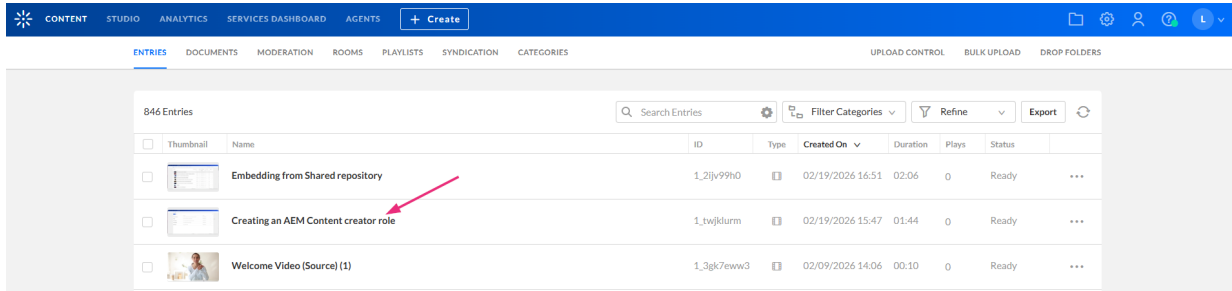 CONTENT STUDIO ANALYTICS SERVICES DASHBOARD AGENTS + Create L
ENTRIES DOCUMENTS MODERATION ROOMS PLAYLISTS SYNDICATION CATEGORIES UPLOAD CONTROL BULK UPLOAD DROP FOLDERS
846 Entries Search Entries Filter Categories Refine Export
Thumbnail Name ID Type Created On Duration Plays Status
Embedding from Shared repository 1_2ijv99h0 02/19/2026 16:51 02:06 0 Ready
Creating an AEM Content creator role 1_twjklurm 02/19/2026 15:47 01:44 0 Ready
Welcome Video (Source) (1) 1_3gk7eww3 02/09/2026 14:06 00:10 0 Ready